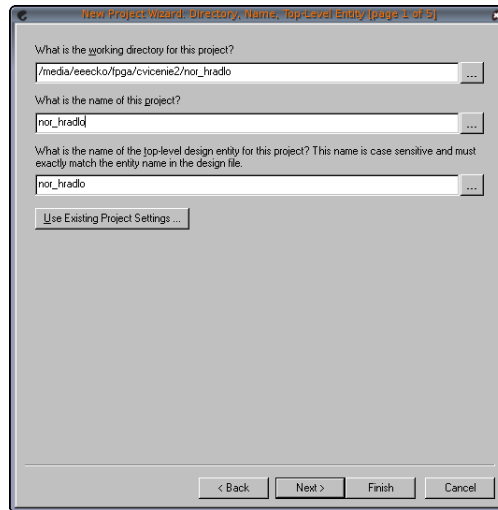 New Project Wizard: Directory, Name, Top-Level Entity [page 1 of 5]
What is the working directory for this project?
/media/eeecko/fpga/cvicenie2/nor_hradlo
...
What is the name of this project?
nor_hradlo
...
What is the name of the top-level design entity for this project? This name is case sensitive and must
exactly match the entity name in the design file.
nor_hradlo
...
Use Existing Project Settings ...
< Back
Next >
Finish
Cancel